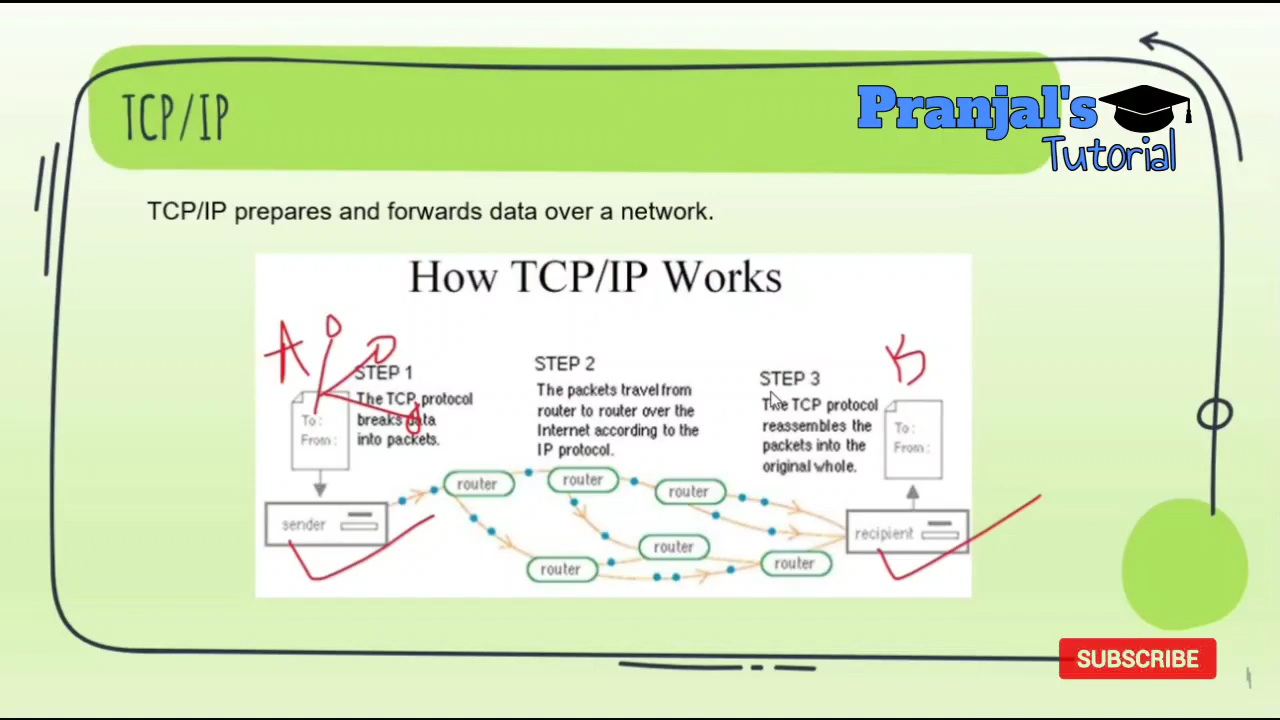 TCP/IP
Pranjal's
Tutorial
TCP/IP prepares and forwards data over a network.
How TCP/IP Works
A
STEP 1
The TCP protocol
breaks data
into packets.
To :
From :
STEP 2
The packets travel from
router to router over the
Internet according to the
IP protocol.
STEP 3
The TCP protocol
reassembles the
packets into the
original whole.
B
To :
From :
sender
router
router
router
router
router
router
recipient
SUBSCRIBE